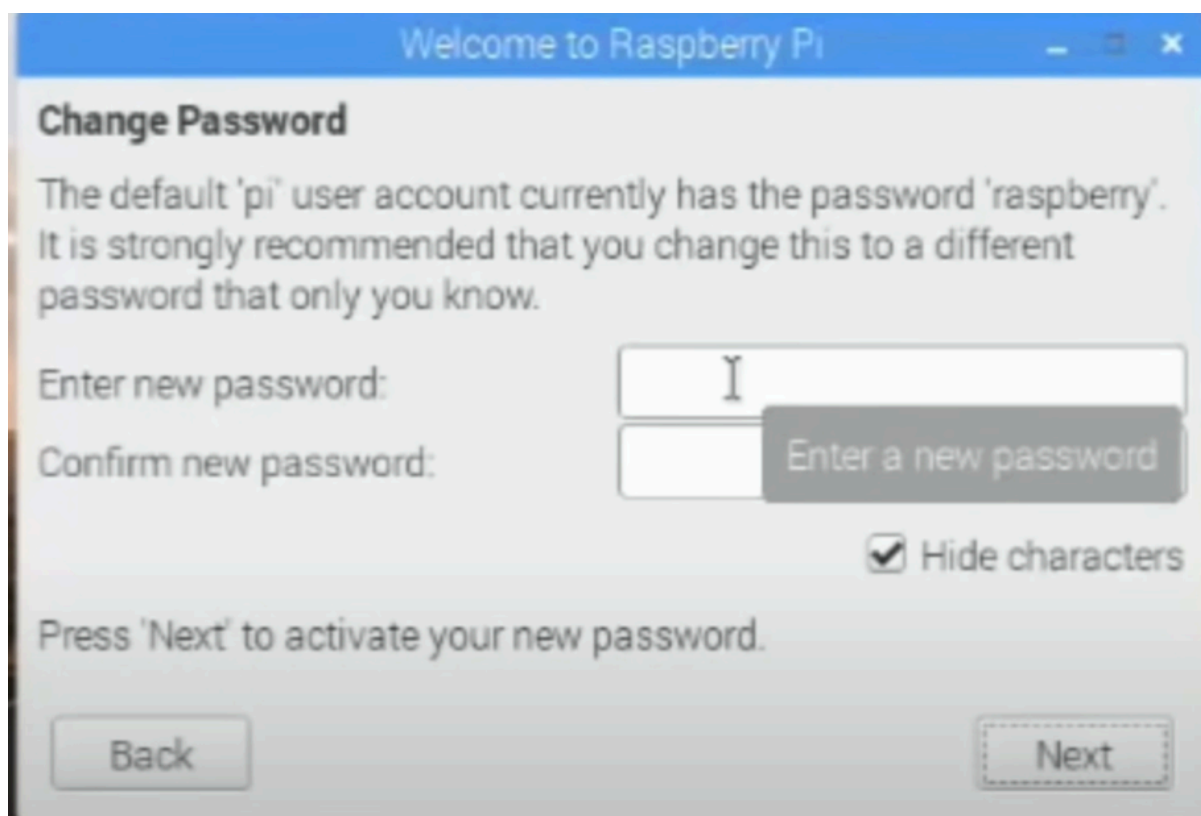 Welcome to Raspberry Pi
Change Password
The default 'pi' user account currently has the password 'raspberry'.
It is strongly recommended that you change this to a different
password that only you know.
Enter new password:
Confirm new password:
Enter a new password
Hide characters
Press 'Next' to activate your new password.
Back
Next